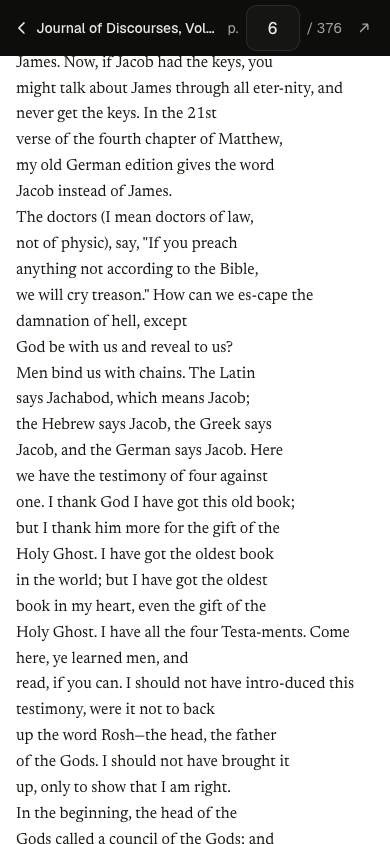 Journal of Discourses, Vol... p. 6 / 376
James. Now, if Jacob had the keys, you
might talk about James through all eter-nity, and
never get the keys. In the 21st
verse of the fourth chapter of Matthew,
my old German edition gives the word
Jacob instead of James.
The doctors (I mean doctors of law,
not of physic), say, "If you preach
anything not according to the Bible,
we will cry treason." How can we es-cape the
damnation of hell, except
God be with us and reveal to us?
Men bind us with chains. The Latin
says Jachabod, which means Jacob;
the Hebrew says Jacob, the Greek says
Jacob, and the German says Jacob. Here
we have the testimony of four against
one. I thank God I have got this old book;
but I thank him more for the gift of the
Holy Ghost. I have got the oldest book
in the world; but I have got the oldest
book in my heart, even the gift of the
Holy Ghost. I have all the four Testa-ments. Come
here, ye learned men, and
read, if you can. I should not have intro-duced this
testimony, were it not to back
up the word Rosh—the head, the father
of the Gods. I should not have brought it
up, only to show that I am right.
In the beginning, the head of the
Gods called a council of the Gods: and